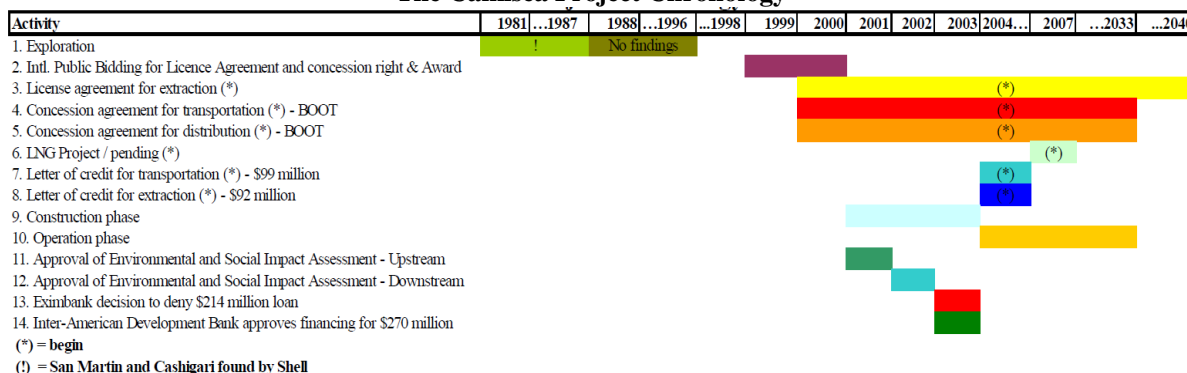 The Camisea Project Chronology
Activity 1981 ...1987 1988 ...1996 ...1998 1999 2000 2001 2002 2003 2004... 2007 ...2033 ...2040
1. Exploration ! No findings
2. Intl. Public Bidding for Licence Agreement and concession right & Award
3. License agreement for extraction (*) (*)
4. Concession agreement for transportation (*) - BOOT (*)
5. Concession agreement for distribution (*) - BOOT (*)
6. LNG Project / pending (*) (*)
7. Letter of credit for transportation (*) - $99 million (*)
8. Letter of credit for extraction (*) - $92 million (*)
9. Construction phase
10. Operation phase
11. Approval of Environmental and Social Impact Assessment - Upstream
12. Approval of Environmental and Social Impact Assessment - Downstream
13. Eximbank decision to deny $214 million loan
14. Inter-American Development Bank approves financing for $270 million
(*) = begin
(!) = San Martin and Cashigari found by Shell